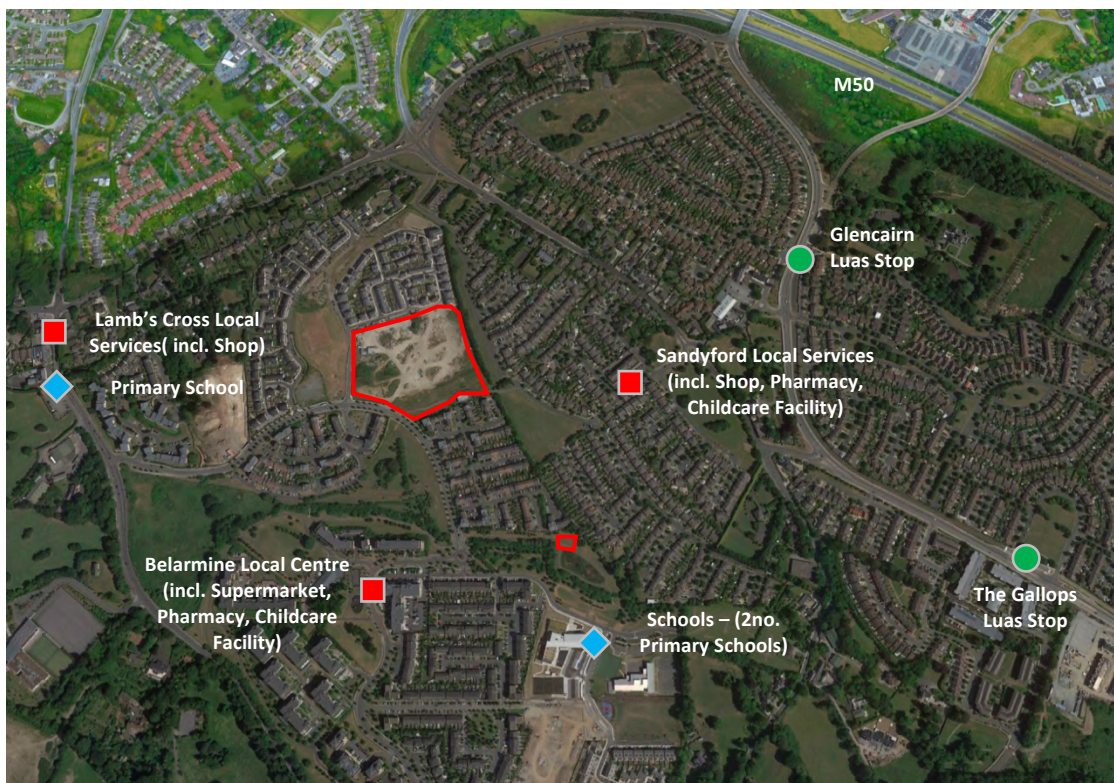 M50
Glencairn
Luas Stop
Lamb's Cross Local
Services( incl. Shop)
Sandyford Local Services
(incl. Shop, Pharmacy,
Childcare Facility)
Primary School
Belarmine Local Centre
(incl. Supermarket,
Pharmacy, Childcare
Facility)
The Gallops
Luas Stop
Schools – (2no.
Primary Schools)